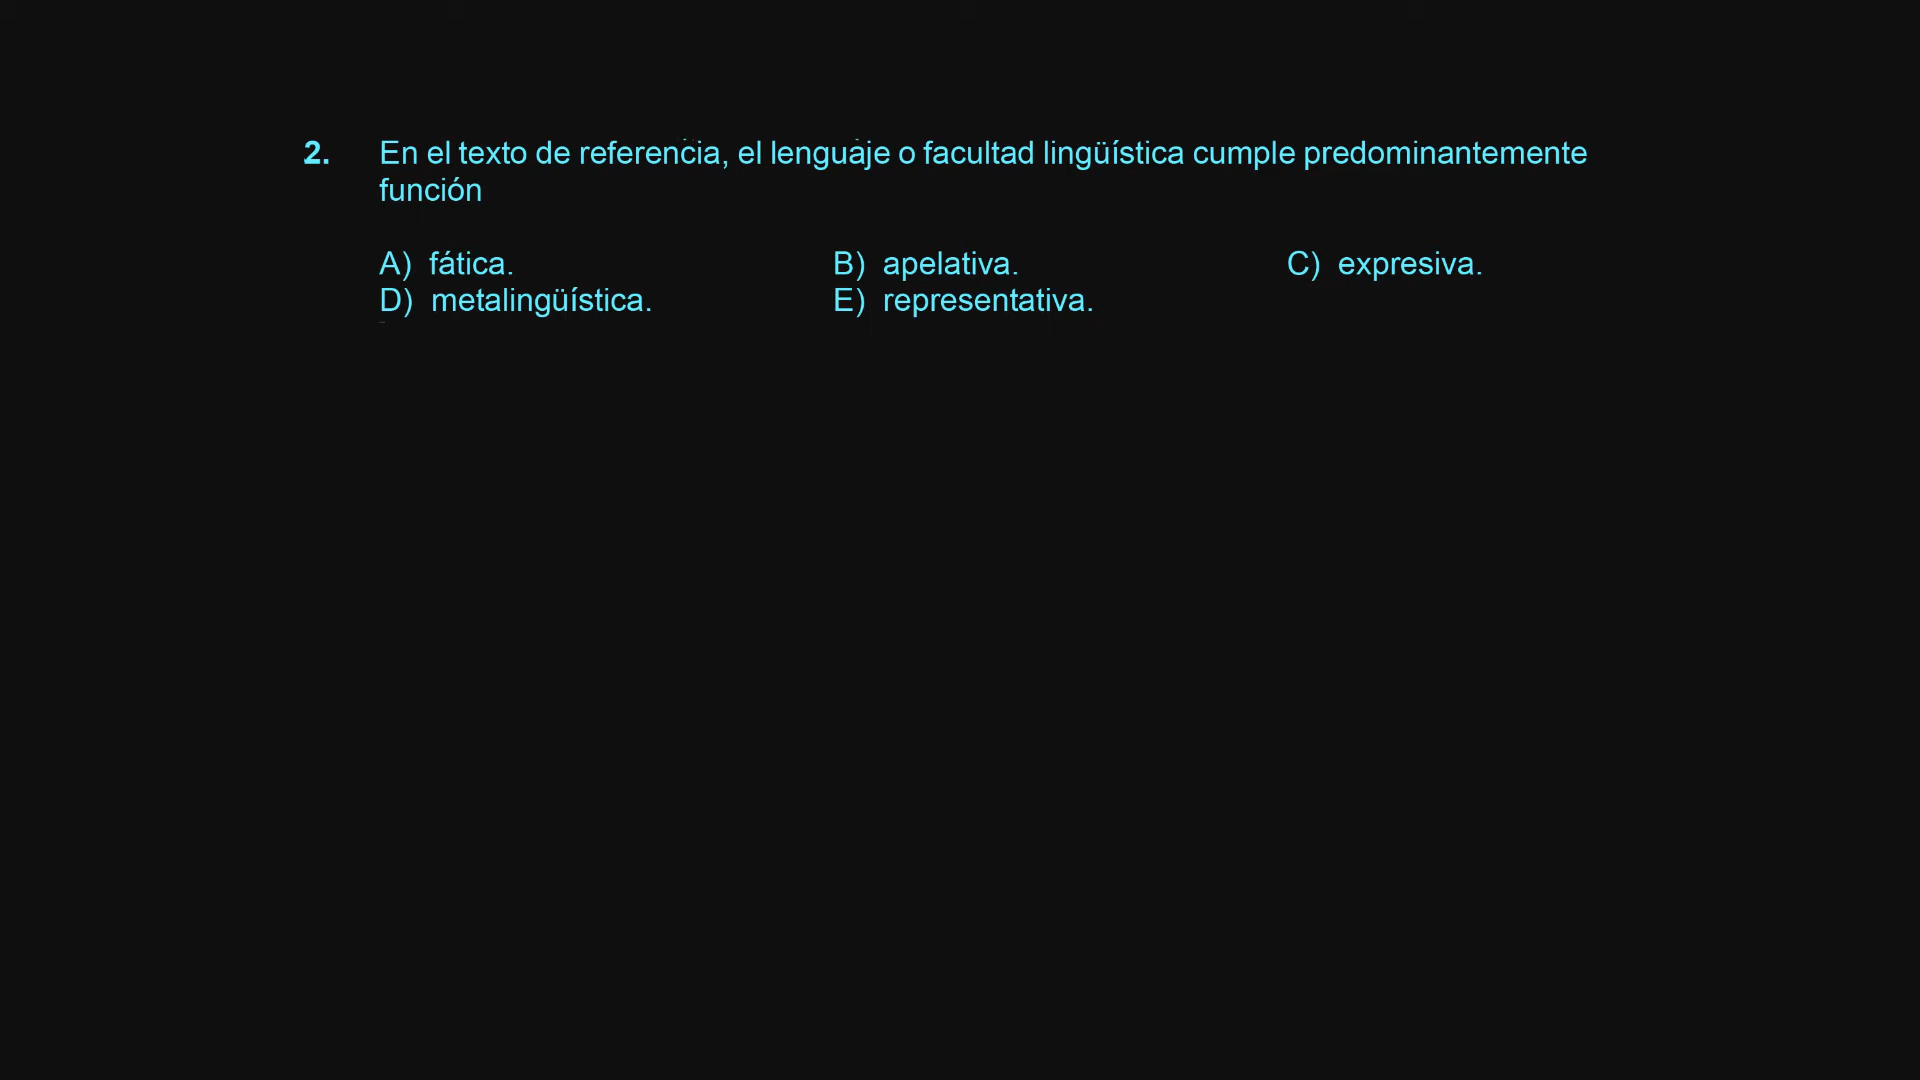 2. En el texto de referencia, el lenguaje o facultad lingüística cumple predominantemente
función
A) fática. B) apelativa. C) expresiva.
D) metalingüística. E) representativa.